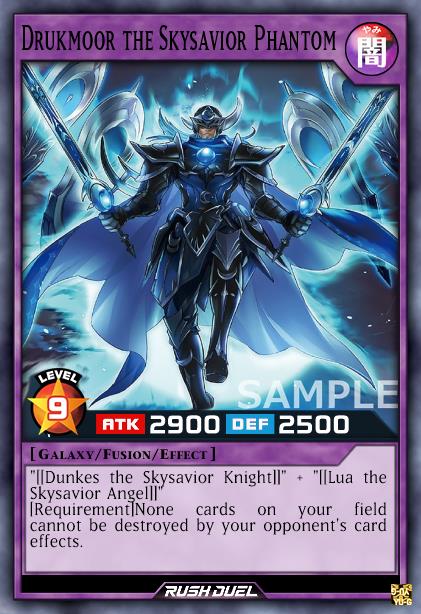 Drukmoor the Skysavior Phantom
やみ
闇
SAMPLE
LEVEL
9
ATK 2900 DEF 2500
[ Galaxy/Fusion/Effect ]
"[[Dunkes the Skysavior Knight]]" + "[[Lua the
Skysavior Angel]]"
[Requirement]None cards on your field
cannot be destroyed by your opponent's card
effects.
RUSH DUEL